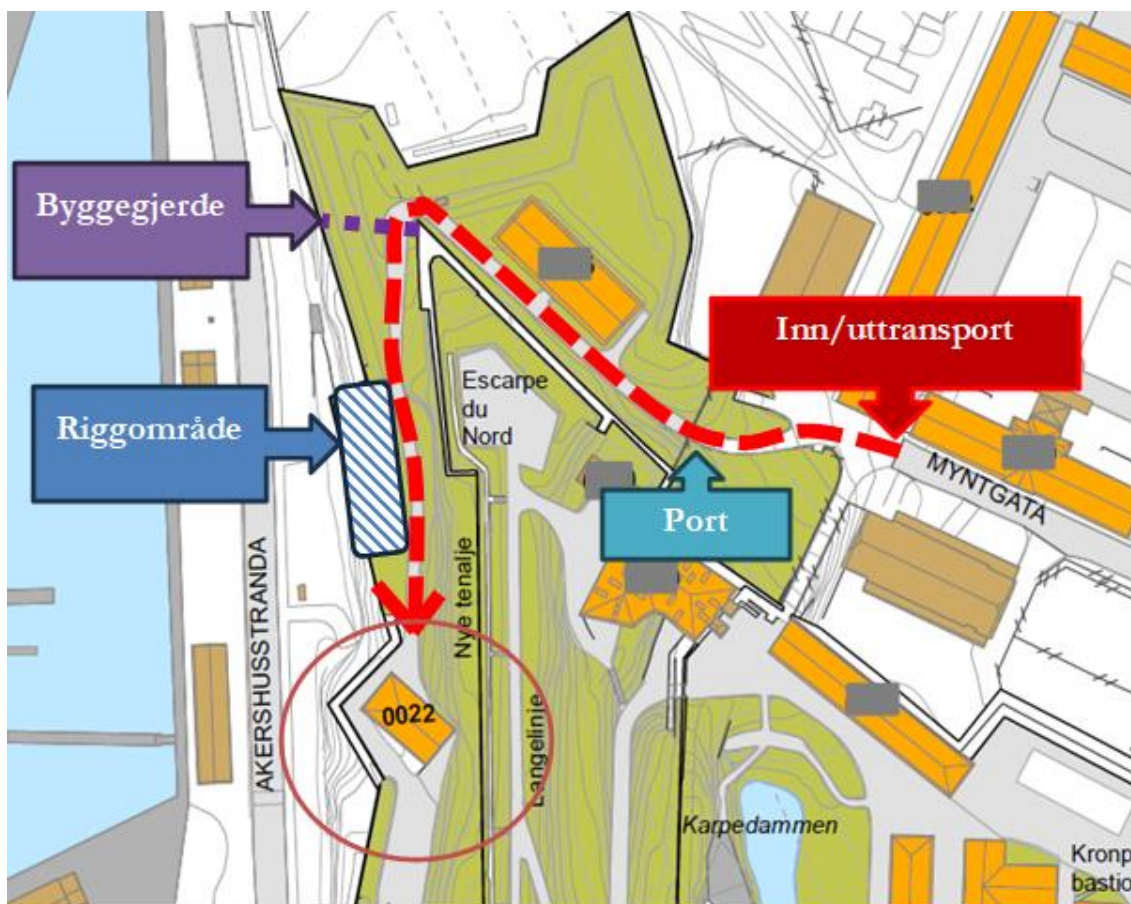 Byggegjerde
Inn/uttransport
Escarpe
du
Nord
Riggområde
MYNTGATA
Port
Nye tenalje
AKERSHUSSTRANDA
0022
Langelinje
Karpedammen
Kronp
bastio